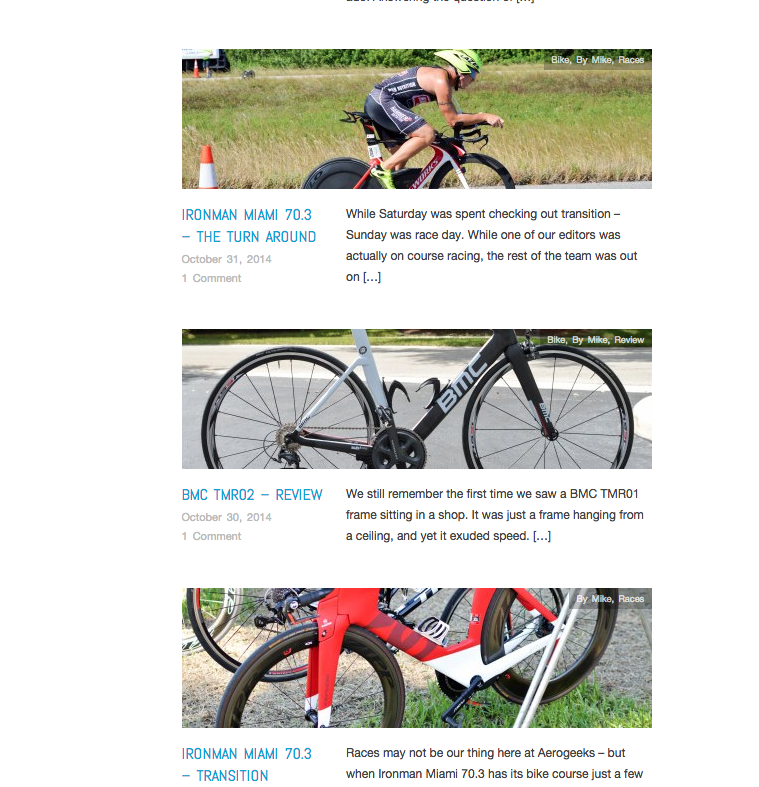 Bike, By Mike, Races
WORKS
IRONMAN MIAMI 70.3
– THE TURN AROUND
October 31, 2014
1 Comment
While Saturday was spent checking out transition –
Sunday was race day. While one of our editors was
actually on course racing, the rest of the team was out
on […]
Bike, By Mike, Review
BMC
BMC
BMC TMR02 – REVIEW
October 30, 2014
1 Comment
We still remember the first time we saw a BMC TMR01
frame sitting in a shop. It was just a frame hanging from
a ceiling, and yet it exuded speed. […]
By Mike, Races
IRONMAN MIAMI 70.3
– TRANSITION
Races may not be our thing here at Aerogeeks – but
when Ironman Miami 70.3 has its bike course just a few